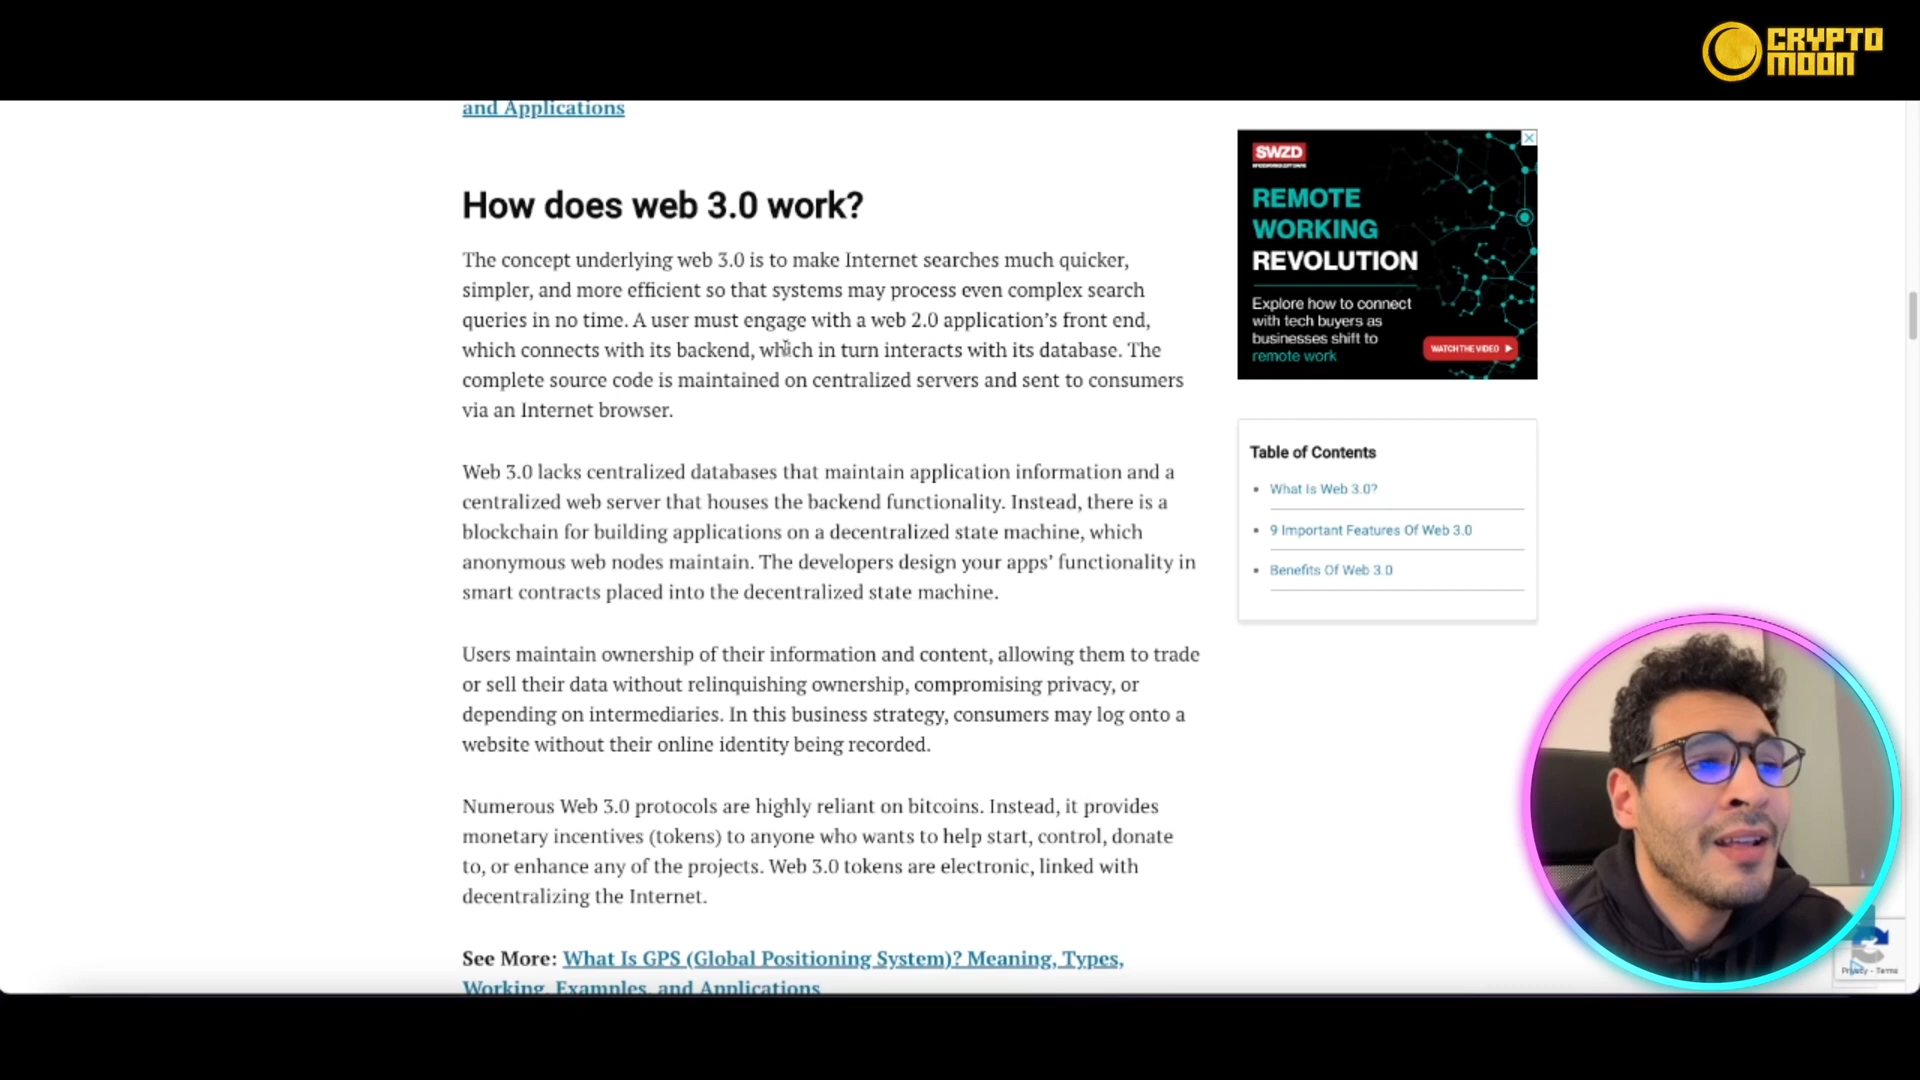 CRYPTO
MOON
and Applications
How does web 3.0 work?
The concept underlying web 3.0 is to make Internet searches much quicker,
simpler, and more efficient so that systems may process even complex search
queries in no time. A user must engage with a web 2.0 application's front end,
which connects with its backend, which in turn interacts with its database. The
complete source code is maintained on centralized servers and sent to consumers
via an Internet browser.
Web 3.0 lacks centralized databases that maintain application information and a
centralized web server that houses the backend functionality. Instead, there is a
blockchain for building applications on a decentralized state machine, which
anonymous web nodes maintain. The developers design your apps' functionality in
smart contracts placed into the decentralized state machine.
Users maintain ownership of their information and content, allowing them to trade
or sell their data without relinquishing ownership, compromising privacy, or
depending on intermediaries. In this business strategy, consumers may log onto a
website without their online identity being recorded.
Numerous Web 3.0 protocols are highly reliant on bitcoins. Instead, it provides
monetary incentives (tokens) to anyone who wants to help start, control, donate
to, or enhance any of the projects. Web 3.0 tokens are electronic, linked with
decentralizing the Internet.
See More: What Is GPS (Global Positioning System)? Meaning, Types,
Working, Examples, and Applications
SWZD
REMOTE
WORKING
REVOLUTION
Explore how to connect
with tech buyers as
businesses shift to
remote work
WATCH THE VIDEO
Table of Contents
What Is Web 3.0?
9 Important Features Of Web 3.0
Benefits Of Web 3.0
Privacy - Terms